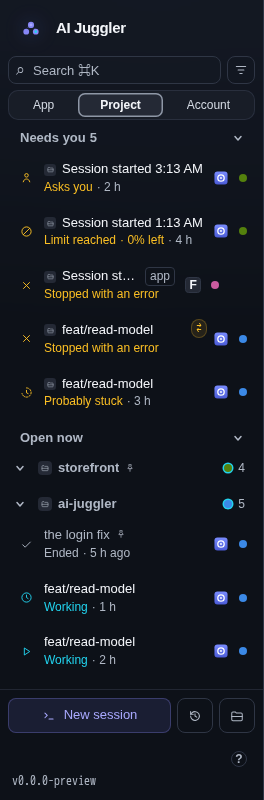 AI Juggler
Search ⌘K
App Project Account
Needs you 5
Session started 3:13 AM
Asks you · 2 h
Session started 1:13 AM
Limit reached · 0% left · 4 h
Session st… app
Stopped with an error F
feat/read-model
Stopped with an error
feat/read-model
Probably stuck · 3 h
Open now
storefront 4
ai-juggler 5
the login fix
Ended · 5 h ago
feat/read-model
Working · 1 h
feat/read-model
Working · 2 h
New session
?
v0.0.0-preview